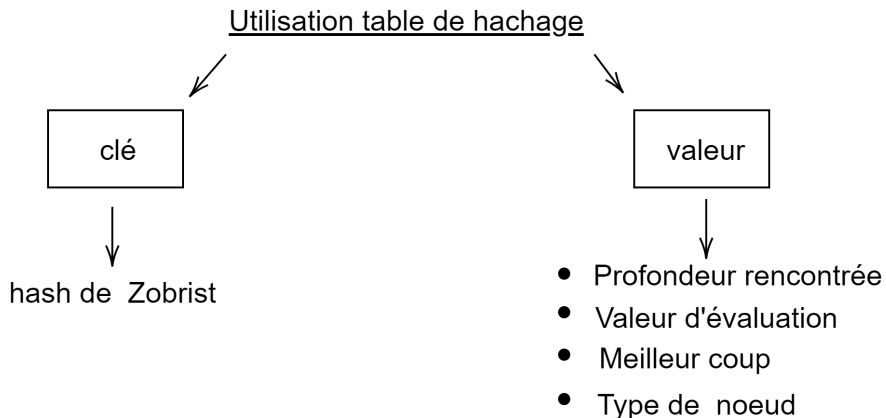 Utilisation table de hachage
clé
valeur
hash de Zobrist
Profondeur rencontrée
Valeur d'évaluation
Meilleur coup
Type de noeud